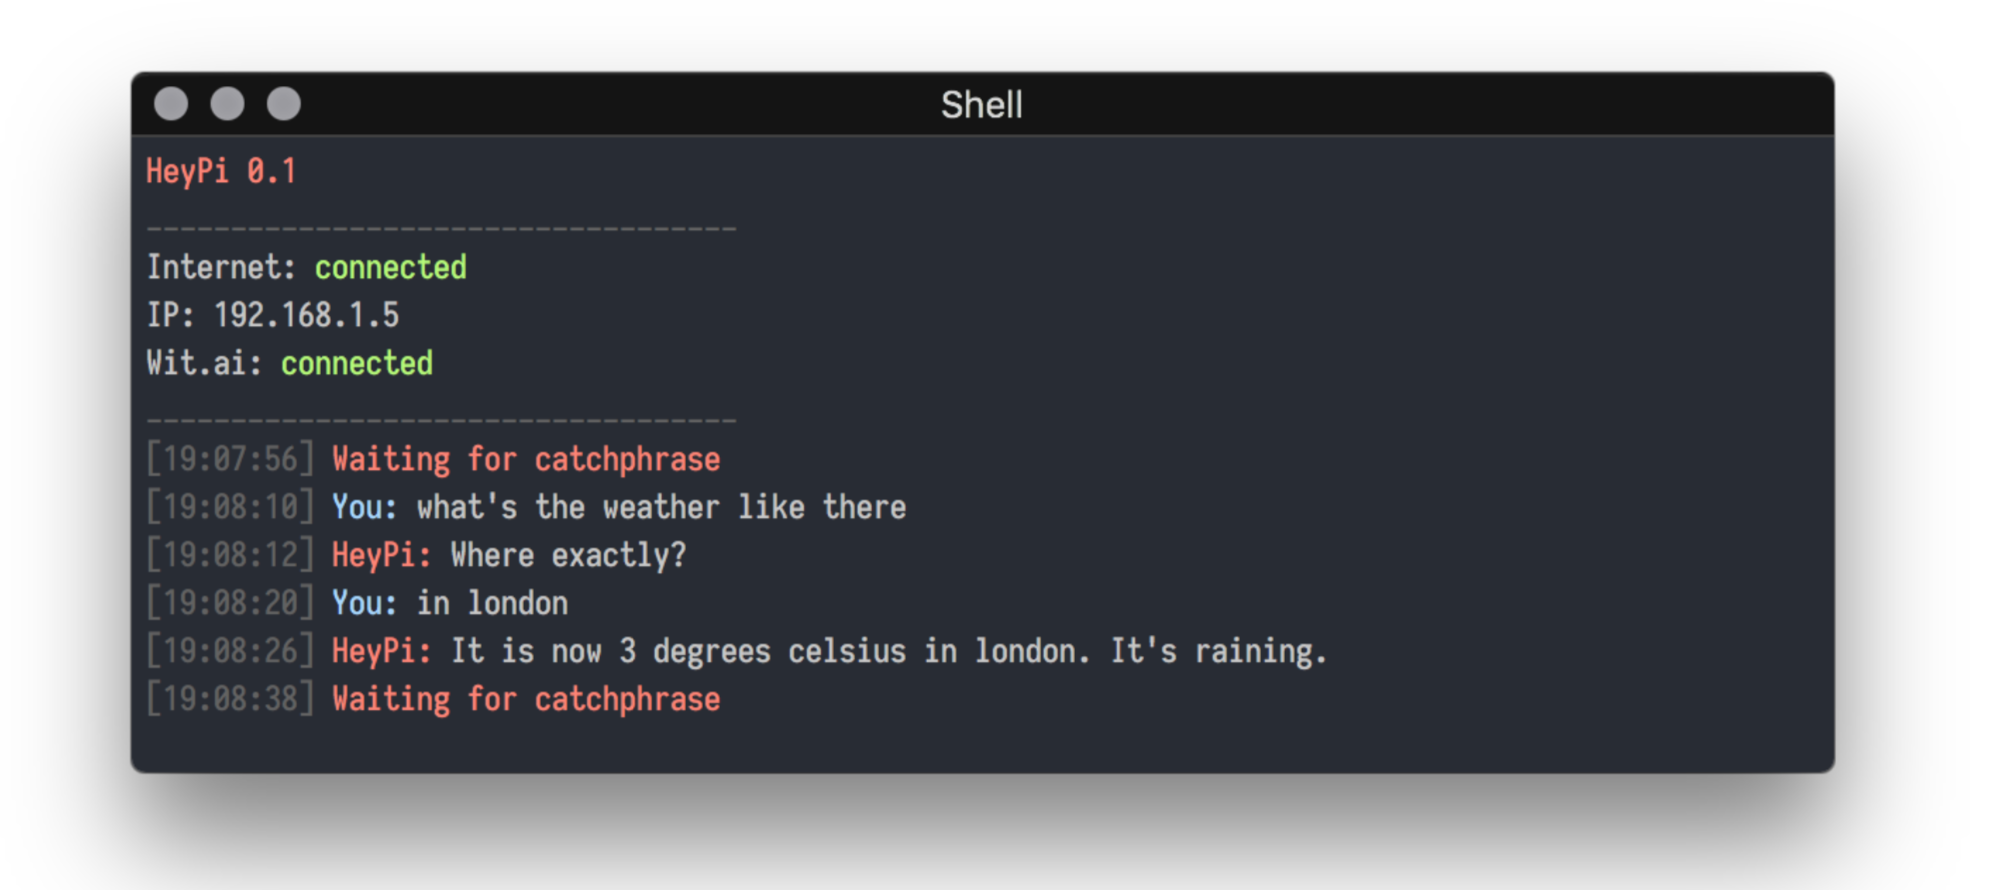 Shell
HeyPi 0.1
-----------------------------------
Internet: connected
IP: 192.168.1.5
Wit.ai: connected
-----------------------------------
[19:07:56] Waiting for catchphrase
[19:08:10] You: what's the weather like there
[19:08:12] HeyPi: Where exactly?
[19:08:20] You: in london
[19:08:26] HeyPi: It is now 3 degrees celsius in london. It's raining.
[19:08:38] Waiting for catchphrase